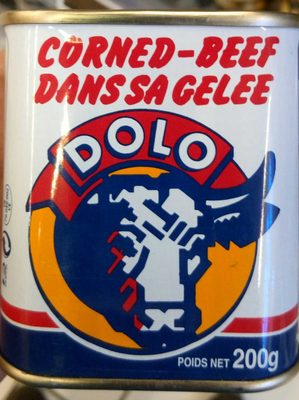 CORNED-BEEF
DANS SA GELEE
DOLO
POIDS NET 200g